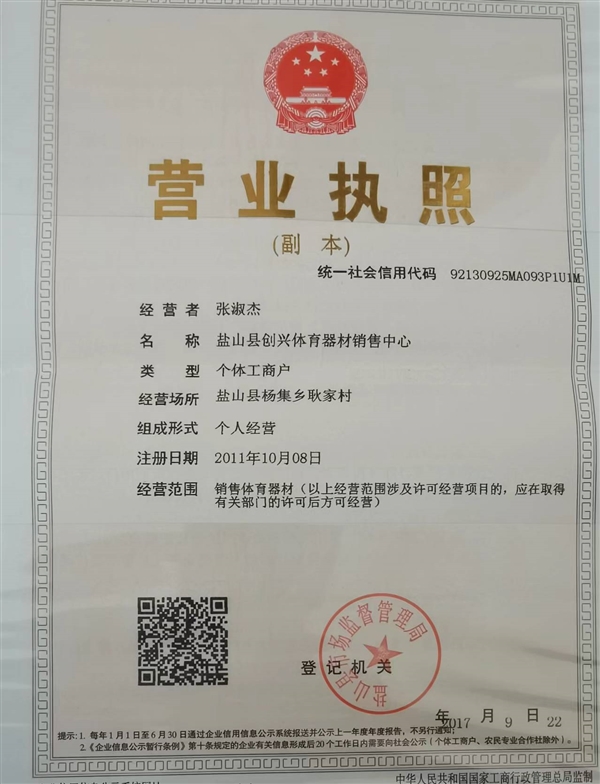 营业执照
(副 本)
统一社会信用代码 92130925MA093P1U1M
经营者 张淑杰
名称 盐山县创兴体育器材销售中心
类型 个体工商户
经营场所 盐山县杨集乡耿家村
组成形式 个人经营
注册日期 2011年10月08日
经营范围 销售体育器材（以上经营范围涉及许可经营项目的，应在取得
有关部门的许可后方可经营）
盐山县市场监督管理局
登记机关
2017年 9月 22日
提示:1. 每年1月1日至6月30日通过企业信用信息公示系统报送并公示上一年度年度报告，不另行通知；
2.《企业信息公示暂行条例》第十条规定的企业有关信息形成后20个工作日内需要向社会公示（个体工商户、农民专业合作社除外）。
中华人民共和国国家工商行政管理总局监制